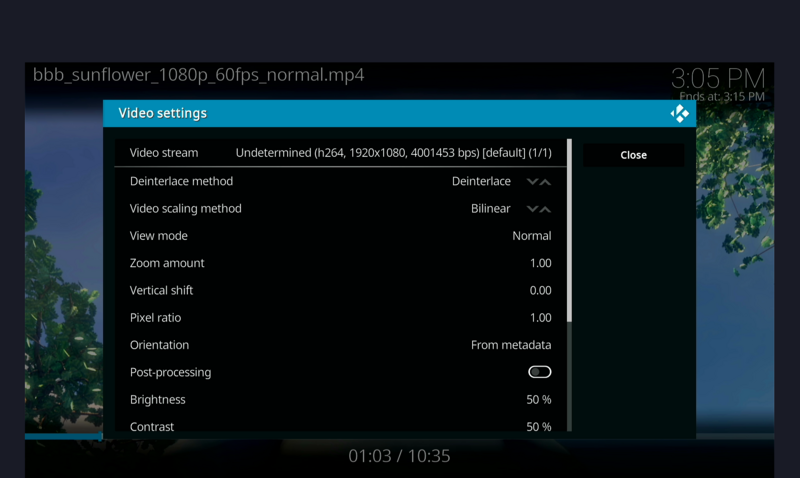 bbb_sunflower_1080p_60fps_normal.mp4
3:05 PM
Ends at: 3:15 PM
Video settings
Video stream Undetermined (h264, 1920x1080, 4001453 bps) [default] (1/1)
Close
Deinterlace method Deinterlace
Video scaling method Bilinear
View mode Normal
Zoom amount 1.00
Vertical shift 0.00
Pixel ratio 1.00
Orientation From metadata
Post-processing
Brightness 50 %
Contrast 50 %
01:03 / 10:35